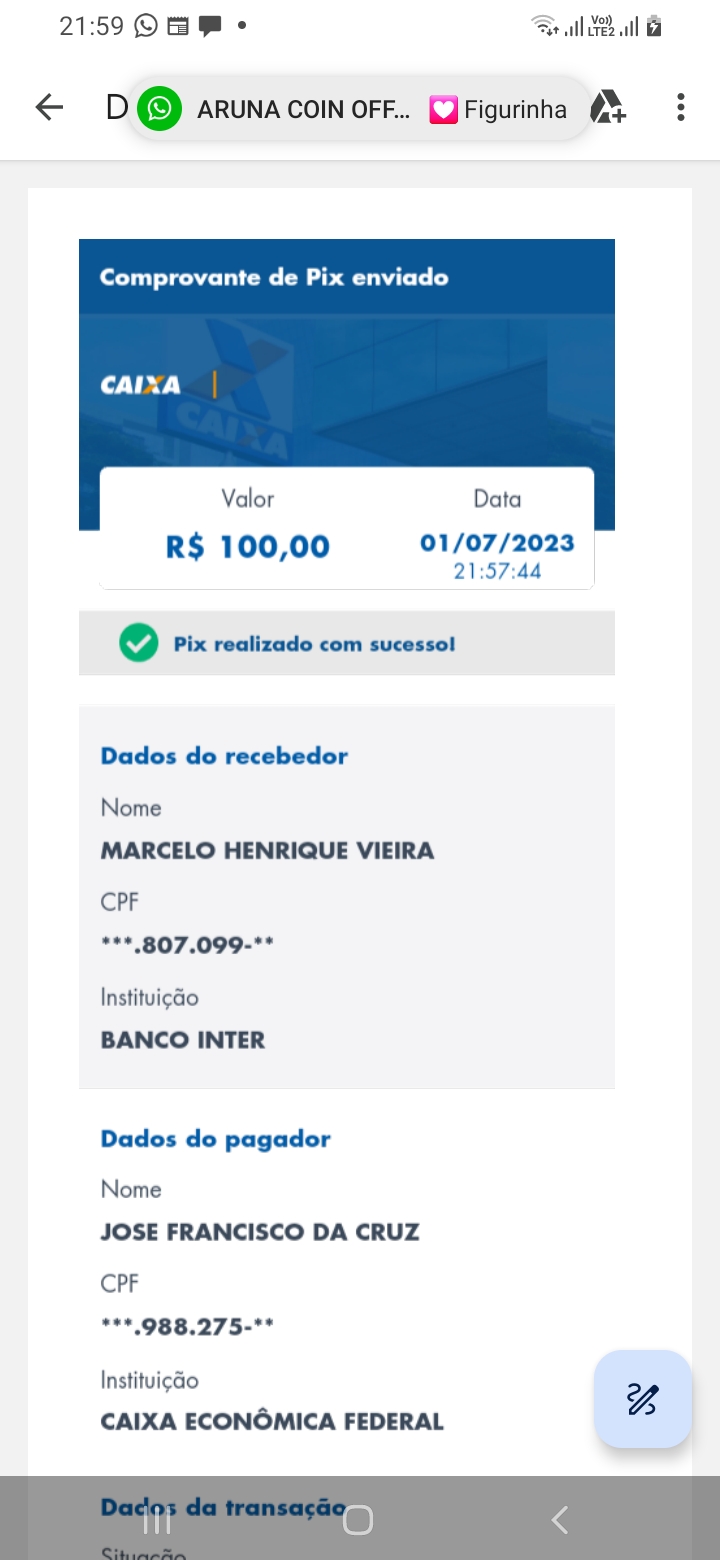 21:59
Vo)) LTE2
D ARUNA COIN OFF... Figurinha
Comprovante de Pix enviado
CAIXA
CAIXA
Valor Data
R$ 100,00 01/07/2023
21:57:44
Pix realizado com sucesso!
Dados do recebedor
Nome
MARCELO HENRIQUE VIEIRA
CPF
***.807.099-**
Instituição
BANCO INTER
Dados do pagador
Nome
JOSE FRANCISCO DA CRUZ
CPF
***.988.275-**
Instituição
CAIXA ECONÔMICA FEDERAL
Dados da transação
Situação